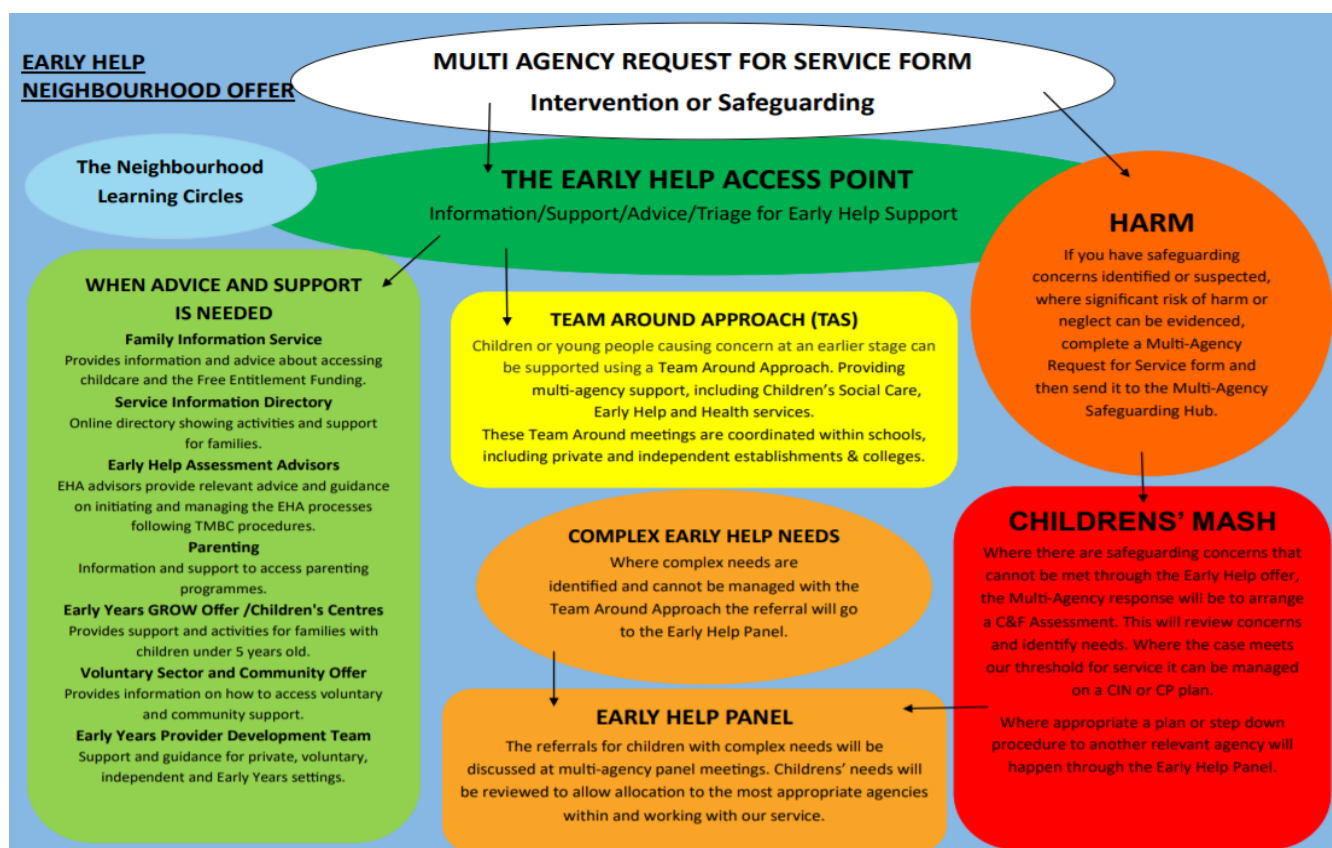 EARLY HELP
NEIGHBOURHOOD OFFER
MULTI AGENCY REQUEST FOR SERVICE FORM
Intervention or Safeguarding
The Neighbourhood
Learning Circles
THE EARLY HELP ACCESS POINT
Information/Support/Advice/Triage for Early Help Support
WHEN ADVICE AND SUPPORT
IS NEEDED
Family Information Service
Provides information and advice about accessing
childcare and the Free Entitlement Funding.
Service Information Directory
Online directory showing activities and support
for families.
Early Help Assessment Advisors
EHA advisors provide relevant advice and guidance
on initiating and managing the EHA processes
following TMBC procedures.
Parenting
Information and support to access parenting
programmes.
Early Years GROW Offer /Children's Centres
Provides support and activities for families with
children under 5 years old.
Voluntary Sector and Community Offer
Provides information on how to access voluntary
and community support.
Early Years Provider Development Team
Support and guidance for private, voluntary,
independent and Early Years settings.
TEAM AROUND APPROACH (TAS)
Children or young people causing concern at an earlier stage can
be supported using a Team Around Approach. Providing
multi-agency support, including Children’s Social Care,
Early Help and Health services.
These Team Around meetings are coordinated within schools,
including private and independent establishments & colleges.
COMPLEX EARLY HELP NEEDS
Where complex needs are
identified and cannot be managed with the
Team Around Approach the referral will go
to the Early Help Panel.
EARLY HELP PANEL
The referrals for children with complex needs will be
discussed at multi-agency panel meetings. Childrens’ needs will
be reviewed to allow allocation to the most appropriate agencies
within and working with our service.
HARM
If you have safeguarding
concerns identified or suspected,
where significant risk of harm or
neglect can be evidenced,
complete a Multi-Agency
Request for Service form and
then send it to the Multi-Agency
Safeguarding Hub.
CHILDRENS’ MASH
Where there are safeguarding concerns that
cannot be met through the Early Help offer,
the Multi-Agency response will be to arrange
a C&F Assessment. This will review concerns
and identify needs. Where the case meets
our threshold for service it can be managed
on a CIN or CP plan.
Where appropriate a plan or step down
procedure to another relevant agency will
happen through the Early Help Panel.